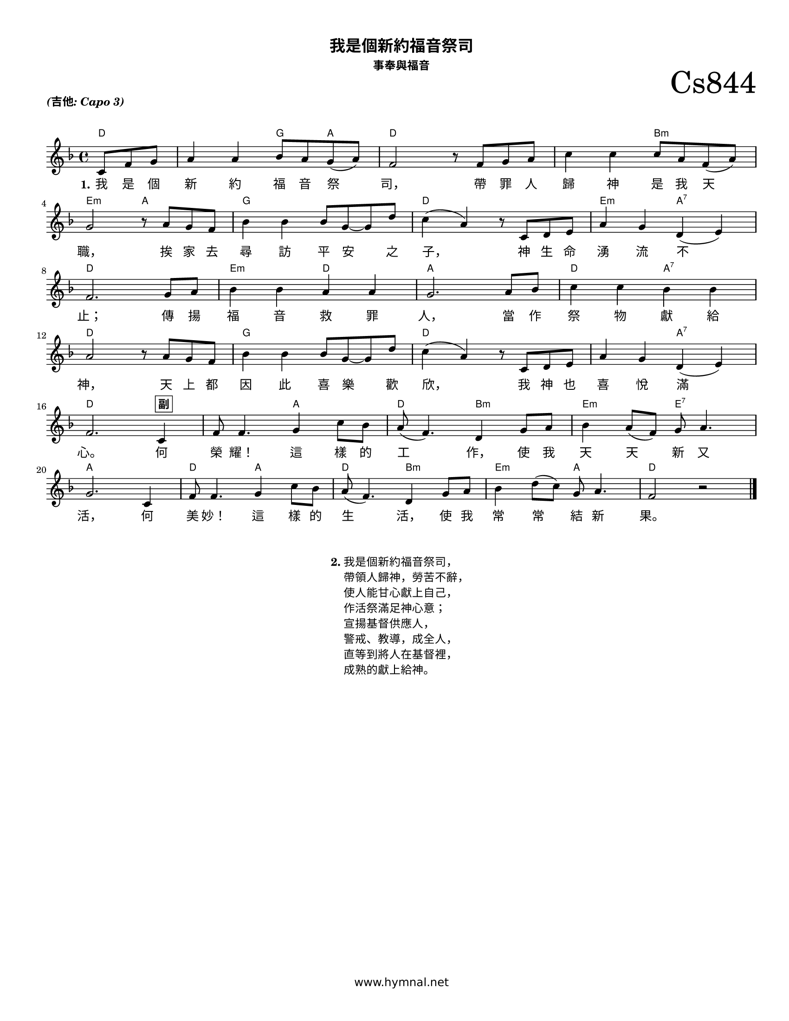 我是個新約福音祭司
事奉與福音
Cs844
(吉他: Capo 3)
D G A D Bm
1. 我 是 個 新 約 福 音 祭 司， 帶 罪 人 歸 神 是 我 天
4 Em A G D Em A7
職， 挨 家 去 尋 訪 平 安 之 子， 神 生 命 湧 流 不
8 D Em D A D A7
止； 傳 揚 福 音 救 罪 人， 當 作 祭 物 獻 給
12 D G D A7
神， 天 上 都 因 此 喜 樂 歡 欣， 我 神 也 喜 悅 滿
16 D 副 A D Bm Em E7
心。 何 榮 耀！ 這 樣 的 工 作， 使 我 天 天 新 又
20 A D A D Bm Em A D
活， 何 美 妙！ 這 樣 的 生 活， 使 我 常 常 結 新 果。
2. 我是個新約福音祭司，
帶領人歸神，勞苦不辭，
使人能甘心獻上自己，
作活祭滿足神心意；
宣揚基督供應人，
警戒、教導，成全人，
直等到將人在基督裡，
成熟的獻上給神。
www.hymnal.net